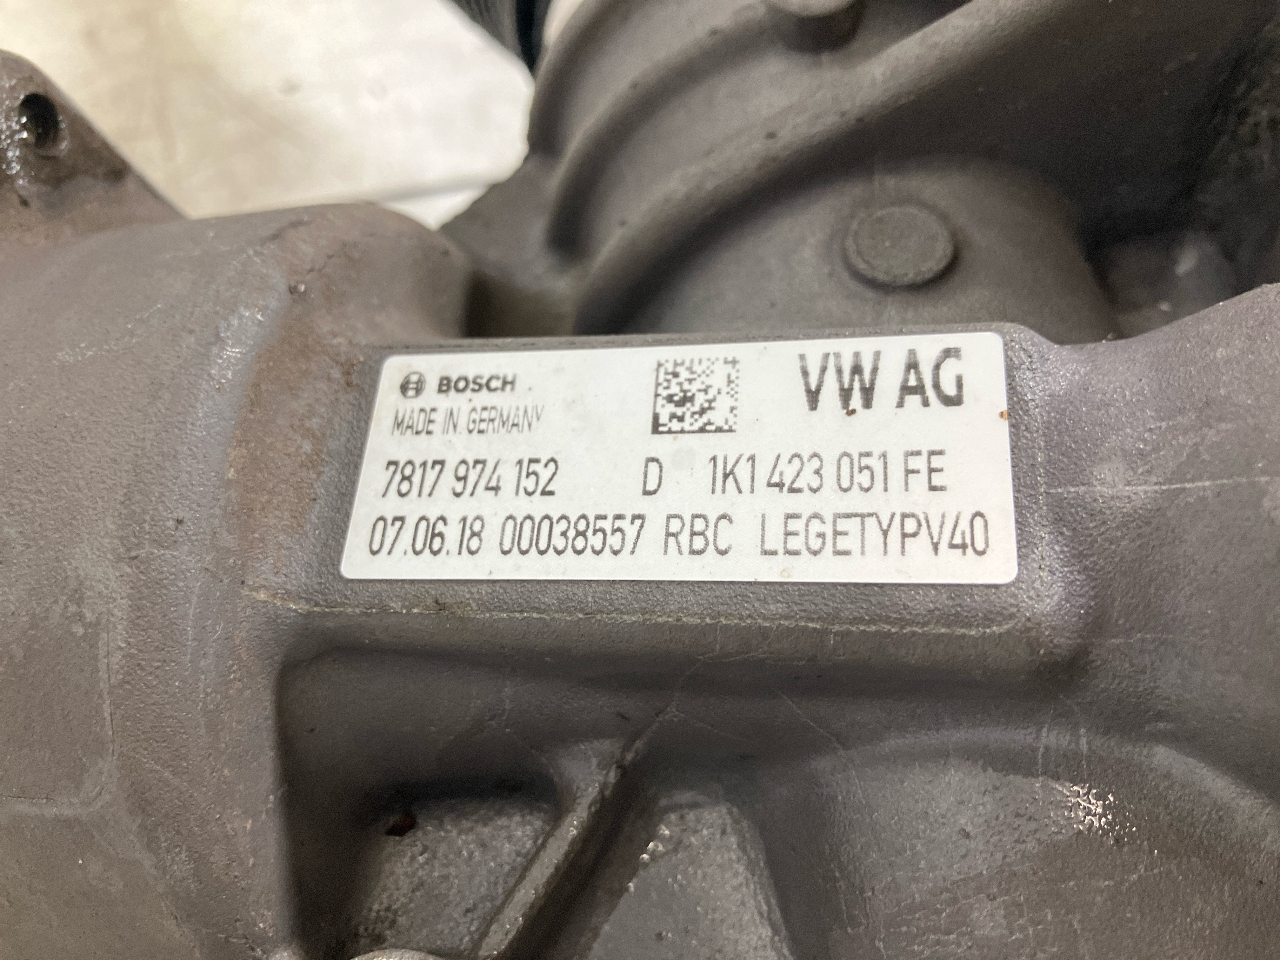 BOSCH
MADE IN GERMANY
VW AG
7817 974 152 D 1K1 423 051 FE
07.06.18 00038557 RBC LEGETYPV40